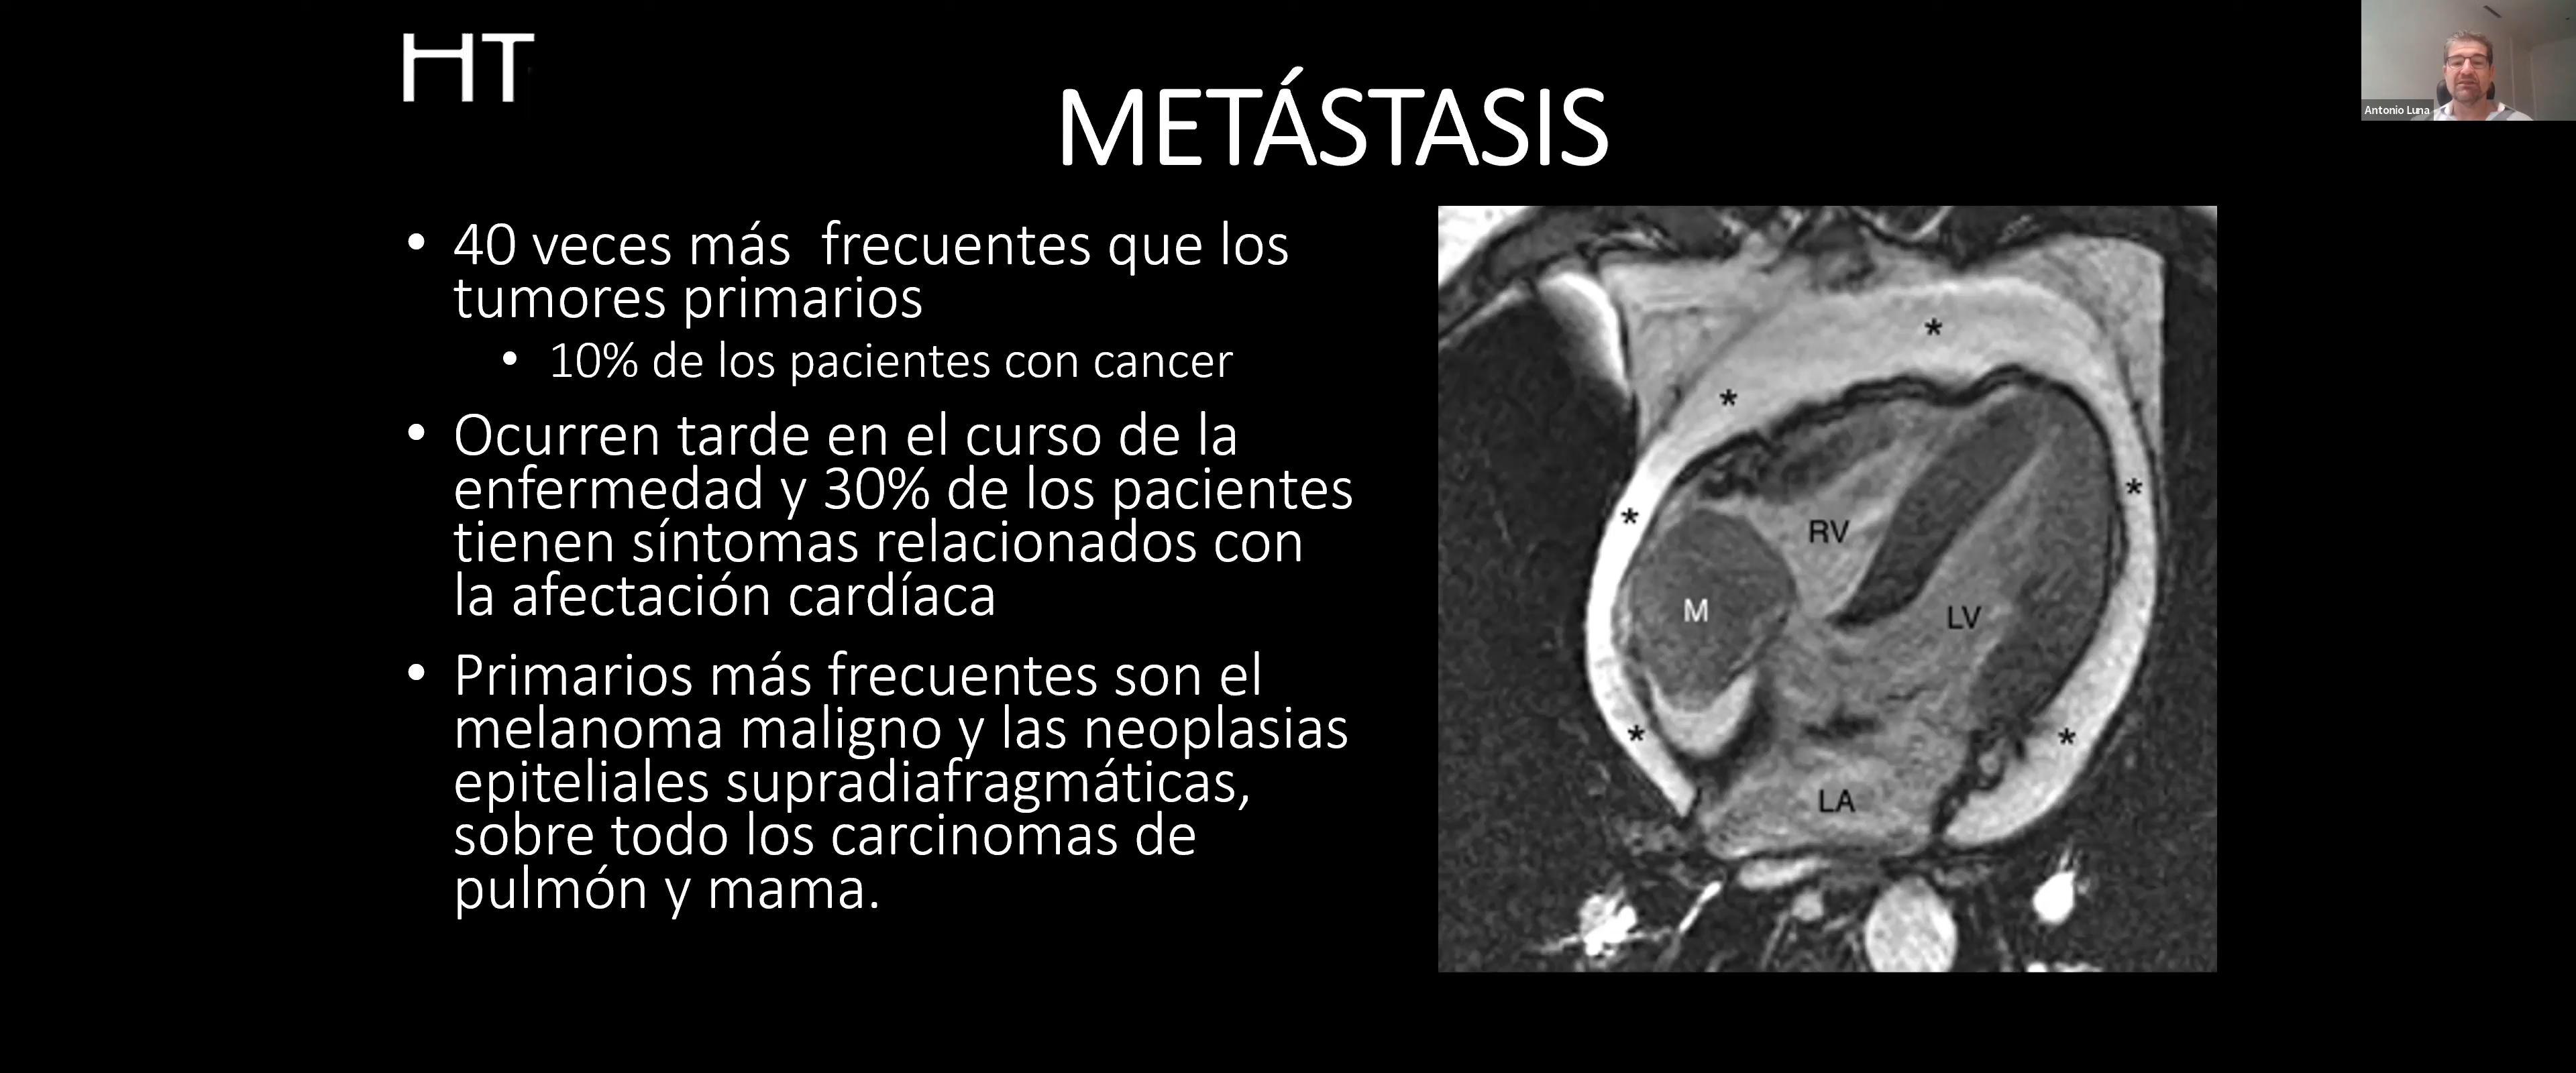 HT
METÁSTASIS
Antonio Luna
• 40 veces más  frecuentes que los
tumores primarios
• 10% de los pacientes con cancer
• Ocurren tarde en el curso de la
enfermedad y 30% de los pacientes
tienen síntomas relacionados con
la afectación cardíaca
• Primarios más frecuentes son el
melanoma maligno y las neoplasias
epiteliales supradiafragmáticas,
sobre todo los carcinomas de
pulmón y mama.
*
*
*
*
RV
M
LV
*
*
LA